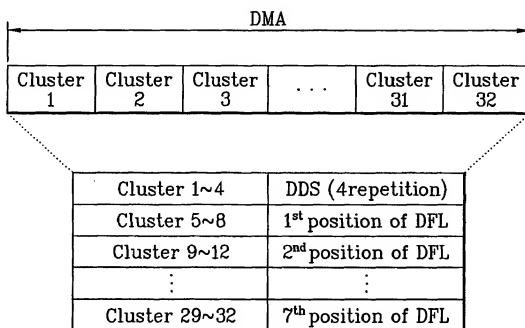 DMA
Cluster 1 Cluster 2 Cluster 3 ... Cluster 31 Cluster 32
Cluster 1~4 DDS (4repetition)
Cluster 5~8 1st position of DFL
Cluster 9~12 2nd position of DFL
⋮ ⋮
Cluster 29~32 7th position of DFL